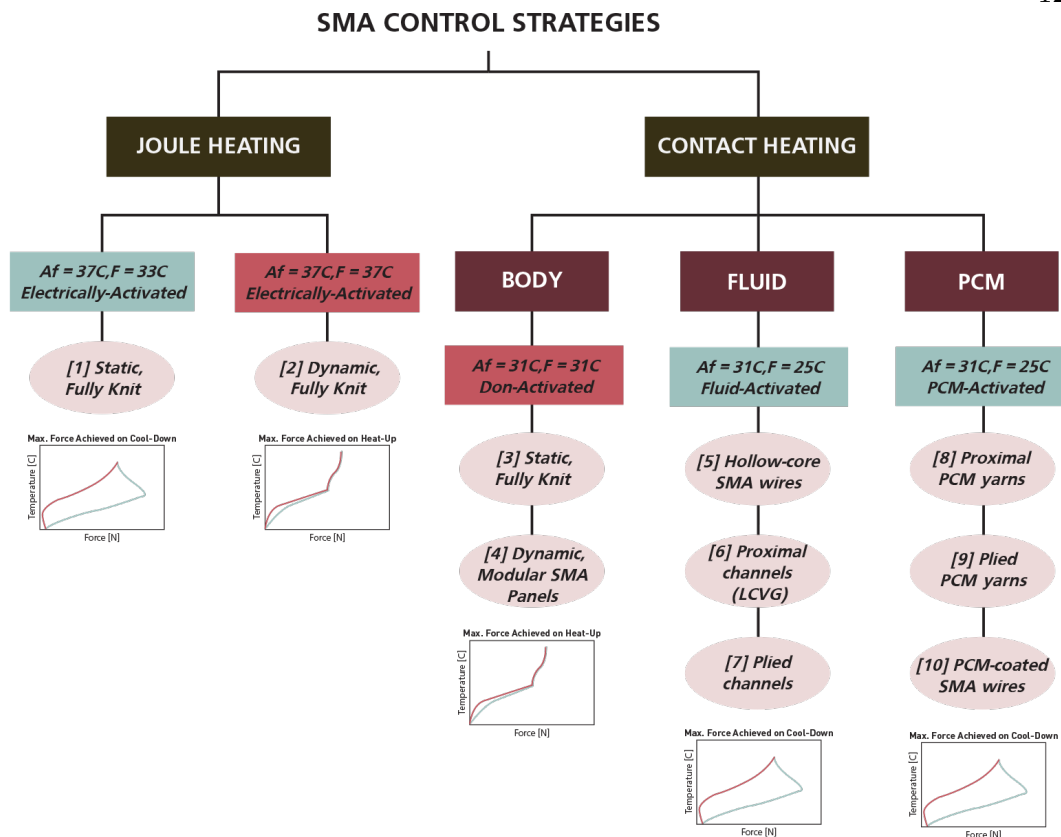 12
SMA CONTROL STRATEGIES
JOULE HEATING
CONTACT HEATING
Af = 37C,F = 33C
Electrically-Activated
Af = 37C,F = 37C
Electrically-Activated
BODY
FLUID
PCM
[1] Static,
Fully Knit
[2] Dynamic,
Fully Knit
Af = 31C,F = 31C
Don-Activated
Af = 31C,F = 25C
Fluid-Activated
Af = 31C,F = 25C
PCM-Activated
Max. Force Achieved on Cool-Down
Temperature [C]
Force [N]
Max. Force Achieved on Heat-Up
Temperature [C]
Force [N]
[3] Static,
Fully Knit
[4] Dynamic,
Modular SMA
Panels
Max. Force Achieved on Heat-Up
Temperature [C]
Force [N]
[5] Hollow-core
SMA wires
[6] Proximal
channels
(LCVG)
[7] Plied
channels
Max. Force Achieved on Cool-Down
Temperature [C]
Force [N]
[8] Proximal
PCM yarns
[9] Plied
PCM yarns
[10] PCM-coated
SMA wires
Max. Force Achieved on Cool-Down
Temperature [C]
Force [N]